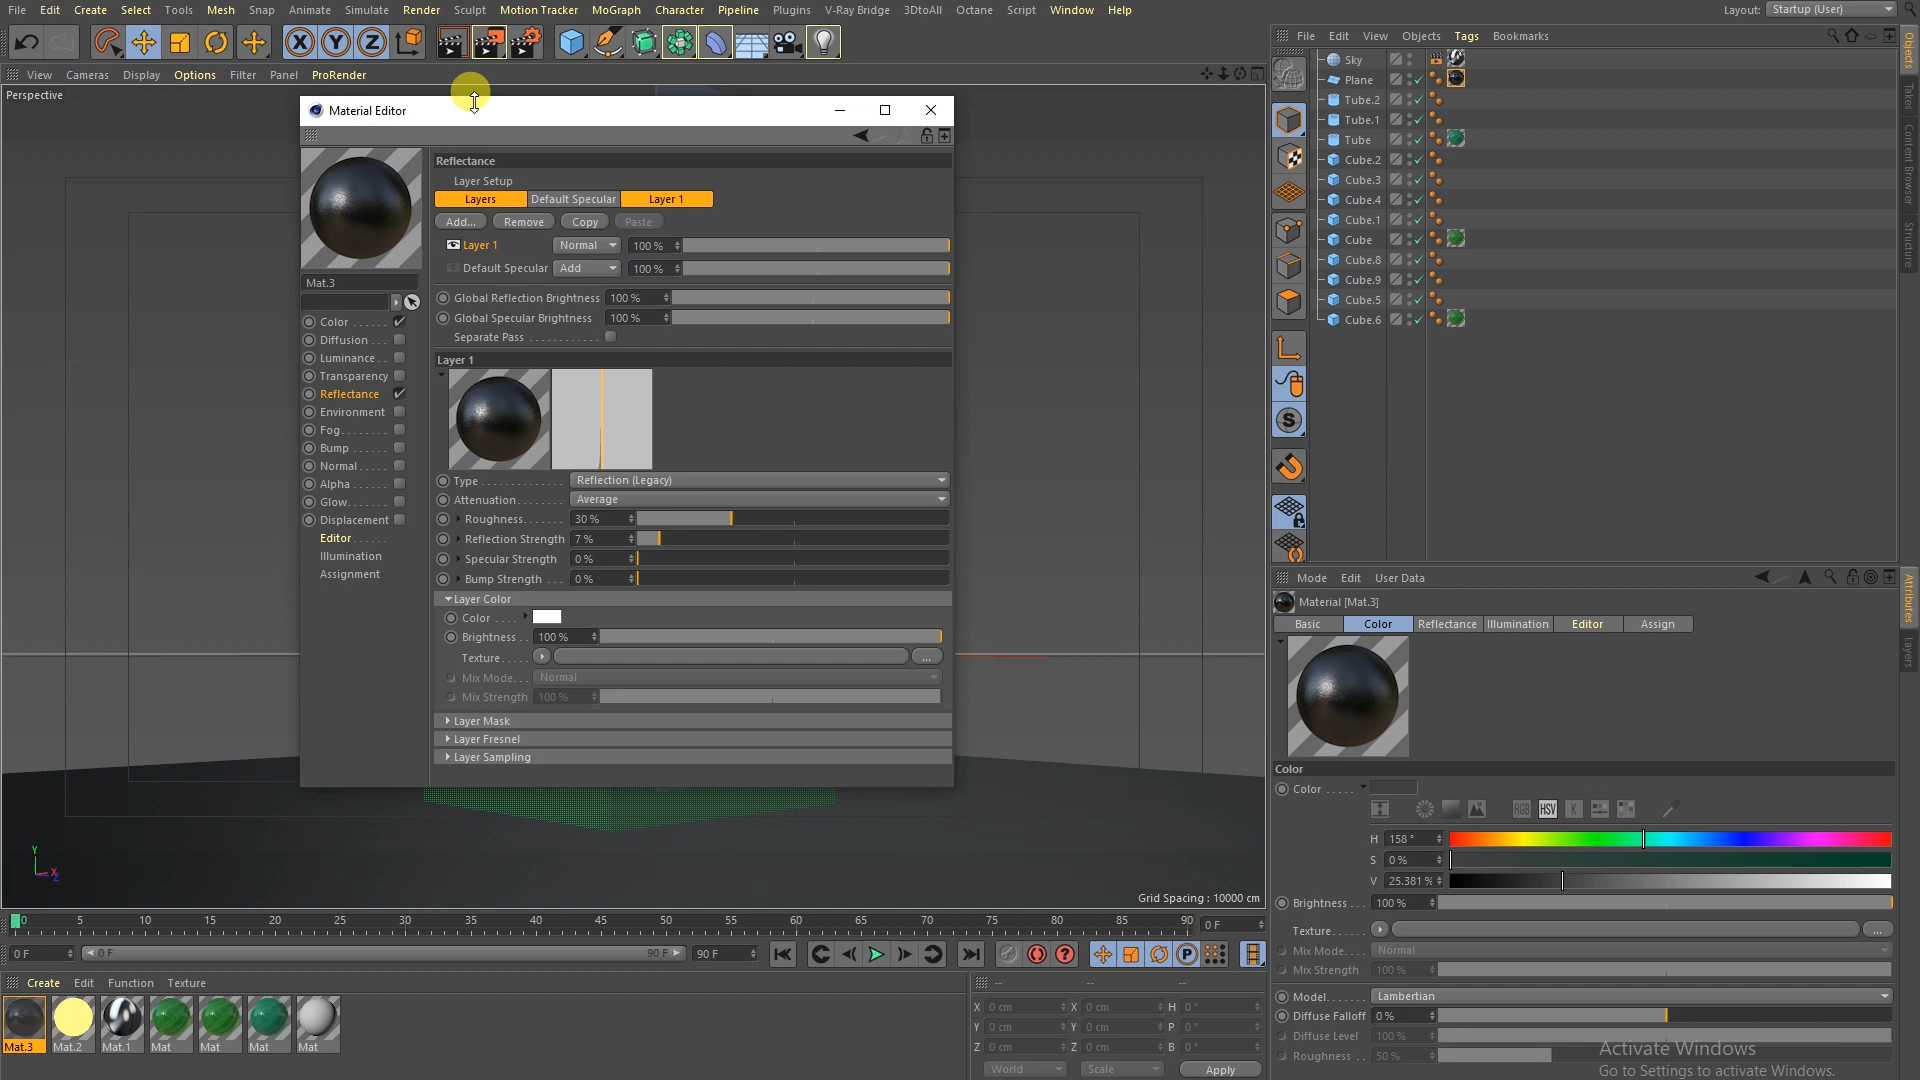 File Edit Create Select Tools Mesh Snap Animate Simulate Render Sculpt Motion Tracker MoGraph Character Pipeline Plugins V-Ray Bridge 3DtoAll Octane Script Window Help
Layout: Startup (User)
File Edit View Objects Tags Bookmarks
View Cameras Display Options Filter Panel ProRender
Perspective
Material Editor
Reflectance
Layer Setup
Layers Default Specular Layer 1
Add... Remove Copy Paste
Layer 1 Normal 100 %
Default Specular Add 100 %
Mat.3
Global Reflection Brightness 100 %
Global Specular Brightness 100 %
Separate Pass
Color
Diffusion
Luminance
Transparency
Reflectance
Environment
Fog
Bump
Normal
Alpha
Glow
Displacement
Editor
Illumination
Assignment
Layer 1
Type Reflection (Legacy)
Attenuation Average
Roughness 30 %
Reflection Strength 7 %
Specular Strength 0 %
Bump Strength 0 %
Layer Color
Color
Brightness 100 %
Texture ...
Mix Mode Normal
Mix Strength 100 %
Layer Mask
Layer Fresnel
Layer Sampling
Sky
Plane
Tube.2
Tube.1
Tube
Cube.2
Cube.3
Cube.4
Cube.1
Cube
Cube.8
Cube.9
Cube.5
Cube.6
Objects
Takes
Content Browser
Structure
Attributes
Layers
Mode Edit User Data
Material [Mat.3]
Basic Color Reflectance Illumination Editor Assign
Color
Color
RGB HSV K
H 158 °
S 0 %
V 25.381 %
Brightness 100 %
Texture ...
Mix Mode Normal
Mix Strength 100 %
Model Lambertian
Diffuse Falloff 0 %
Diffuse Level 100 %
Roughness 50 %
Activate Windows
Go to Settings to activate Windows.
Y
X
Z
Grid Spacing : 10000 cm
0 5 10 15 20 25 30 35 40 45 50 55 60 65 70 75 80 85 90 0 F
0 F 0 F 90 F 90 F
Create Edit Function Texture
Mat.3 Mat.2 Mat.1 Mat Mat Mat Mat
-- -- --
X 0 cm X 0 cm H 0 °
Y 0 cm Y 0 cm P 0 °
Z 0 cm Z 0 cm B 0 °
World Scale Apply